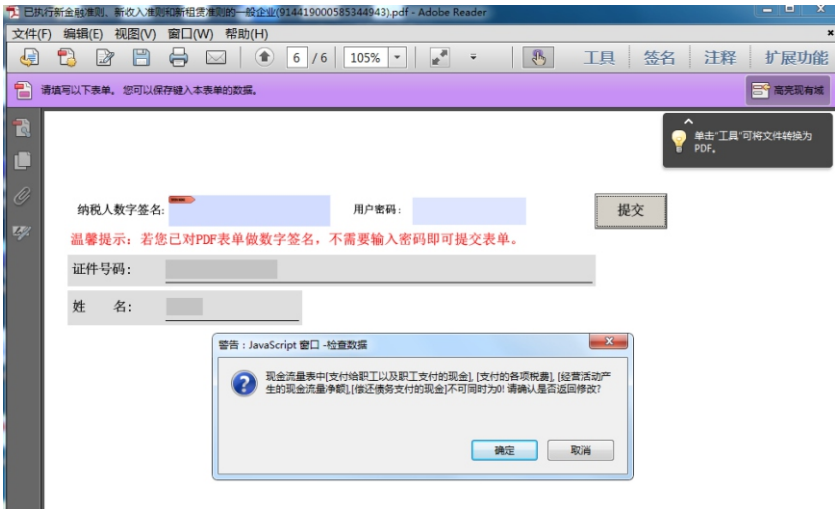 已执行新金融准则、新收入准则和新租赁准则的一般企业(914419000585344943).pdf - Adobe Reader
文件(F) 编辑(E) 视图(V) 窗口(W) 帮助(H)
6 / 6 105% 工具 签名 注释 扩展功能
请填写以下表单。 您可以保存键入本表单的数据。 高亮现有域
单击“工具”可将文件转换为
PDF。
纳税人数字签名: 用户密码: 提交
温馨提示：若您已对PDF表单做数字签名，不需要输入密码即可提交表单。
证件号码:
姓 名:
警告：JavaScript 窗口 -检查数据
现金流量表中[支付给职工以及职工支付的现金], [支付的各项税费], [经营活动产
生的现金流量净额],[偿还债务支付的现金]不可同时为0! 请确认是否返回修改?
确定 取消